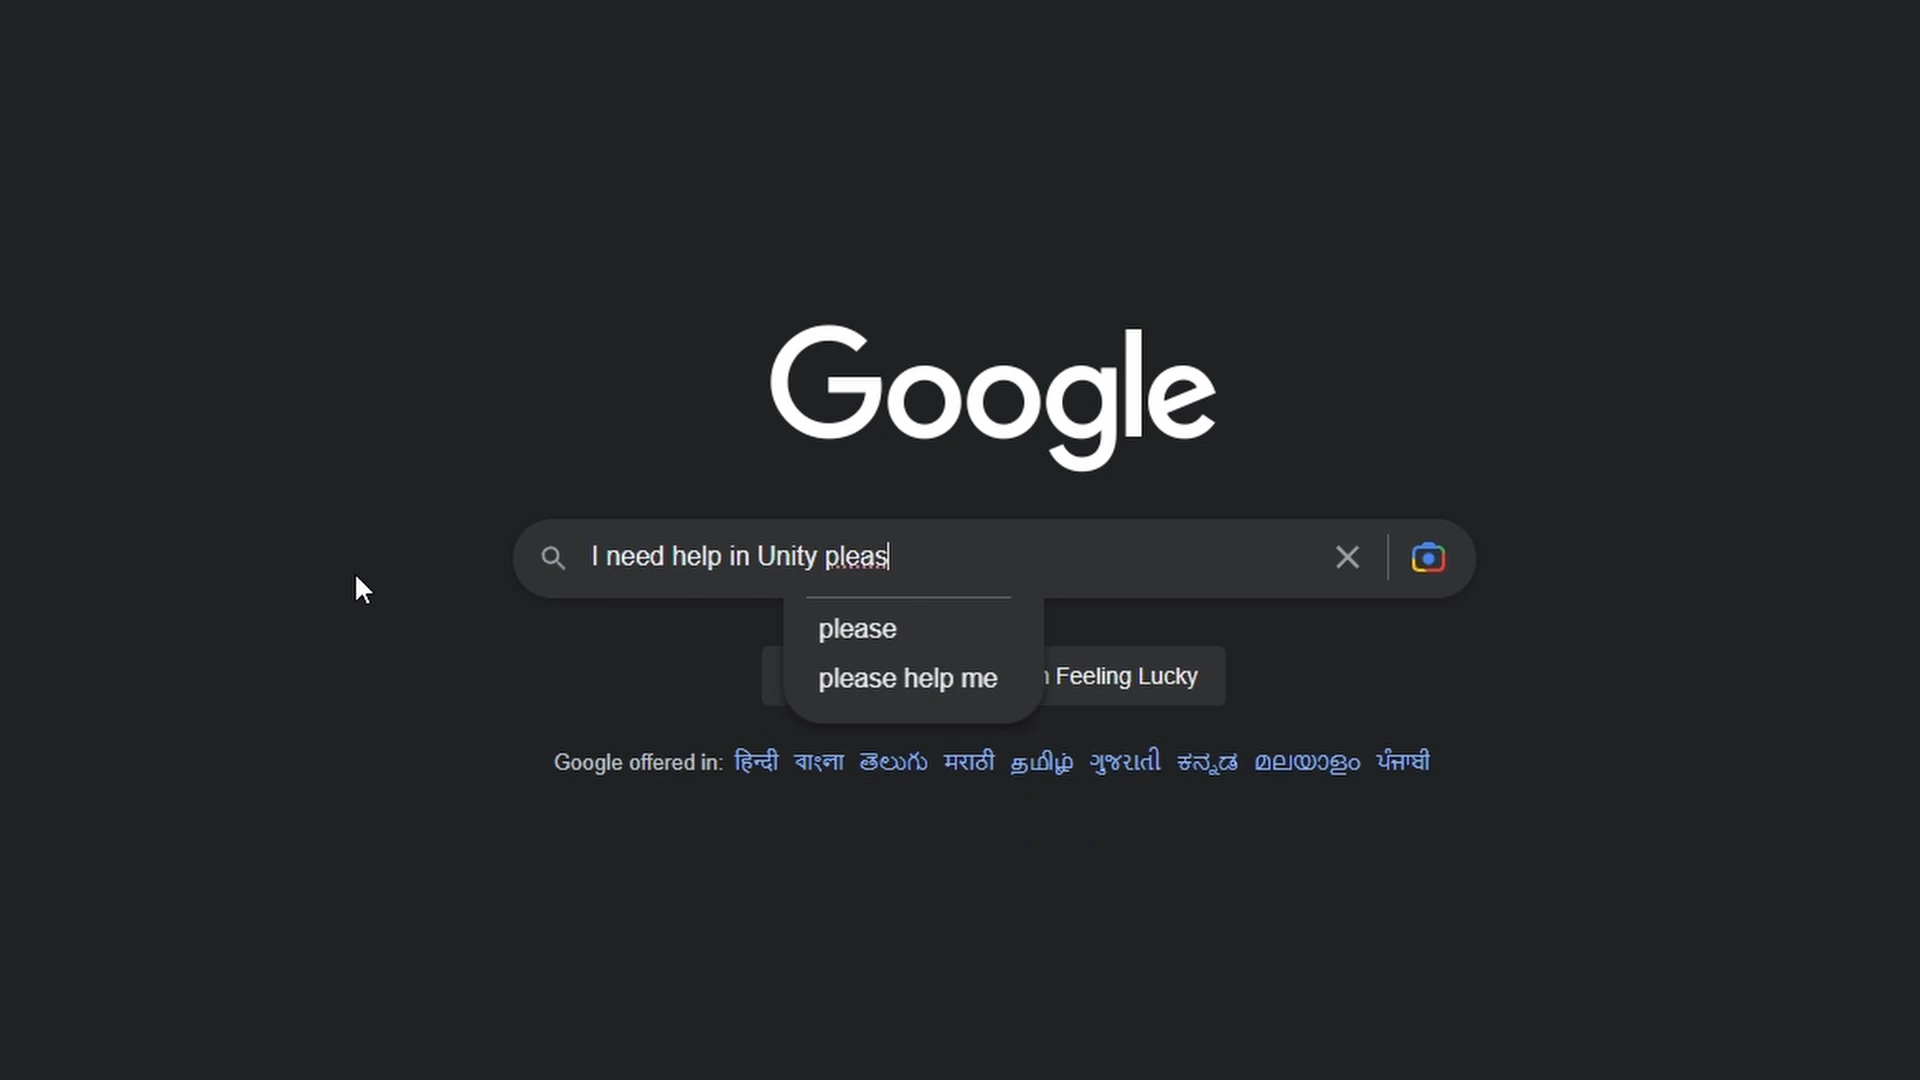 Google
I need help in Unity pleas
please
please help me
Feeling Lucky
Google offered in: हिन्दी বাংলা తెలుగు मराठी தமிழ் ગુજરાતી ಕನ್ನಡ മലയാളം ਪੰਜਾਬੀ